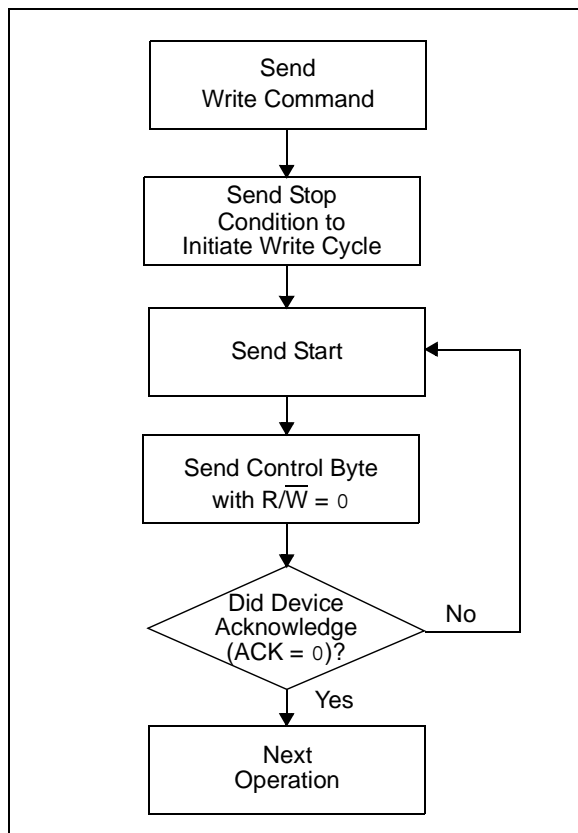 Send
Write Command
Send Stop
Condition to
Initiate Write Cycle
Send Start
Send Control Byte
with R/W̅ = 0
Did Device
Acknowledge
(ACK = 0)?
No
Yes
Next
Operation